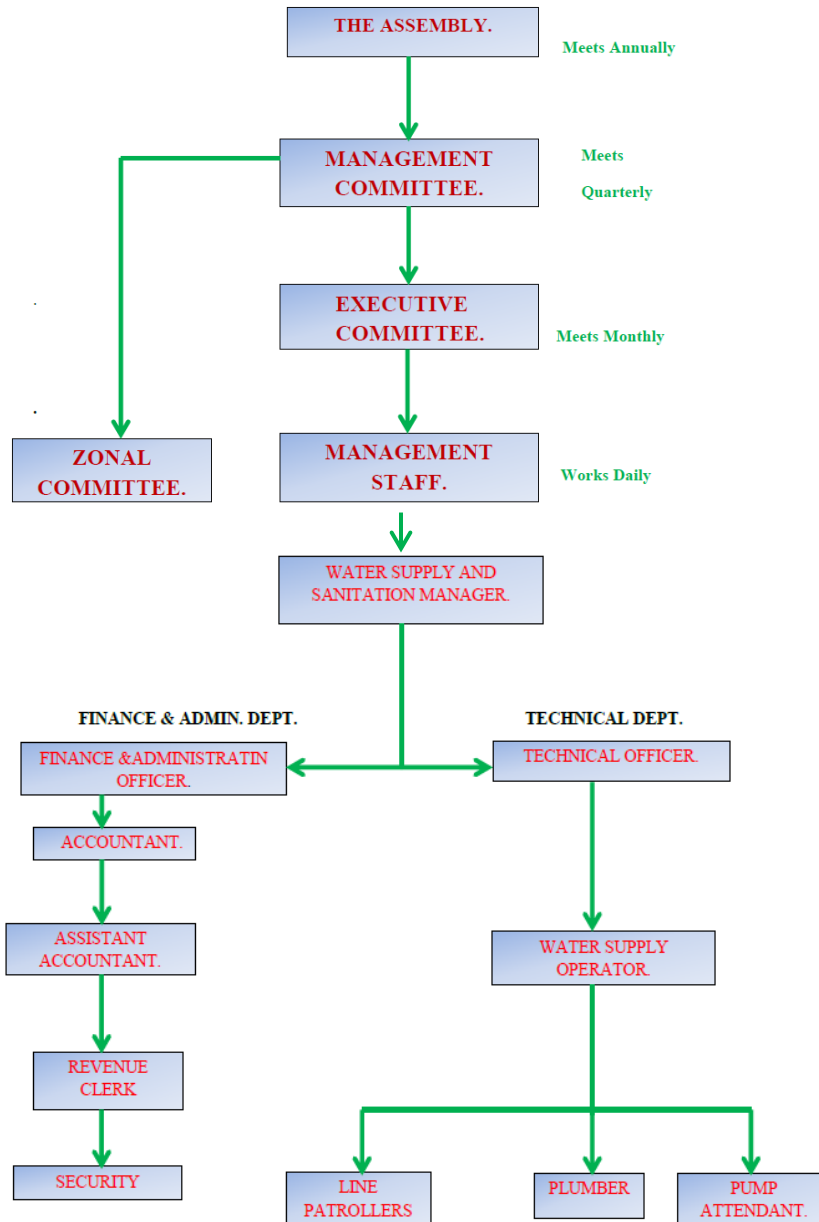 THE ASSEMBLY.
Meets Annually
MANAGEMENT
COMMITTEE.
Meets
Quarterly
EXECUTIVE
COMMITTEE.
Meets Monthly
ZONAL
COMMITTEE.
MANAGEMENT
STAFF.
Works Daily
WATER SUPPLY AND
SANITATION MANAGER.
FINANCE & ADMIN. DEPT.
TECHNICAL DEPT.
FINANCE &ADMINISTRATIN
OFFICER.
TECHNICAL OFFICER.
ACCOUNTANT.
ASSISTANT
ACCOUNTANT.
WATER SUPPLY
OPERATOR.
REVENUE
CLERK
SECURITY
LINE
PATROLLERS
PLUMBER
PUMP
ATTENDANT.